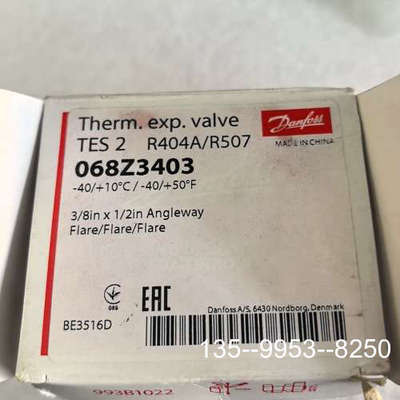 Therm. exp. valve
TES 2 R404A/R507
Danfoss
MADE IN CHINA
068Z3403
-40/+10°C / -40/+50°F
3/8in x 1/2in Angleway
Flare/Flare/Flare
EAC
Danfoss A/S, 6430 Nordborg, Denmark
BE3516D
135--9953--8250
993B1022